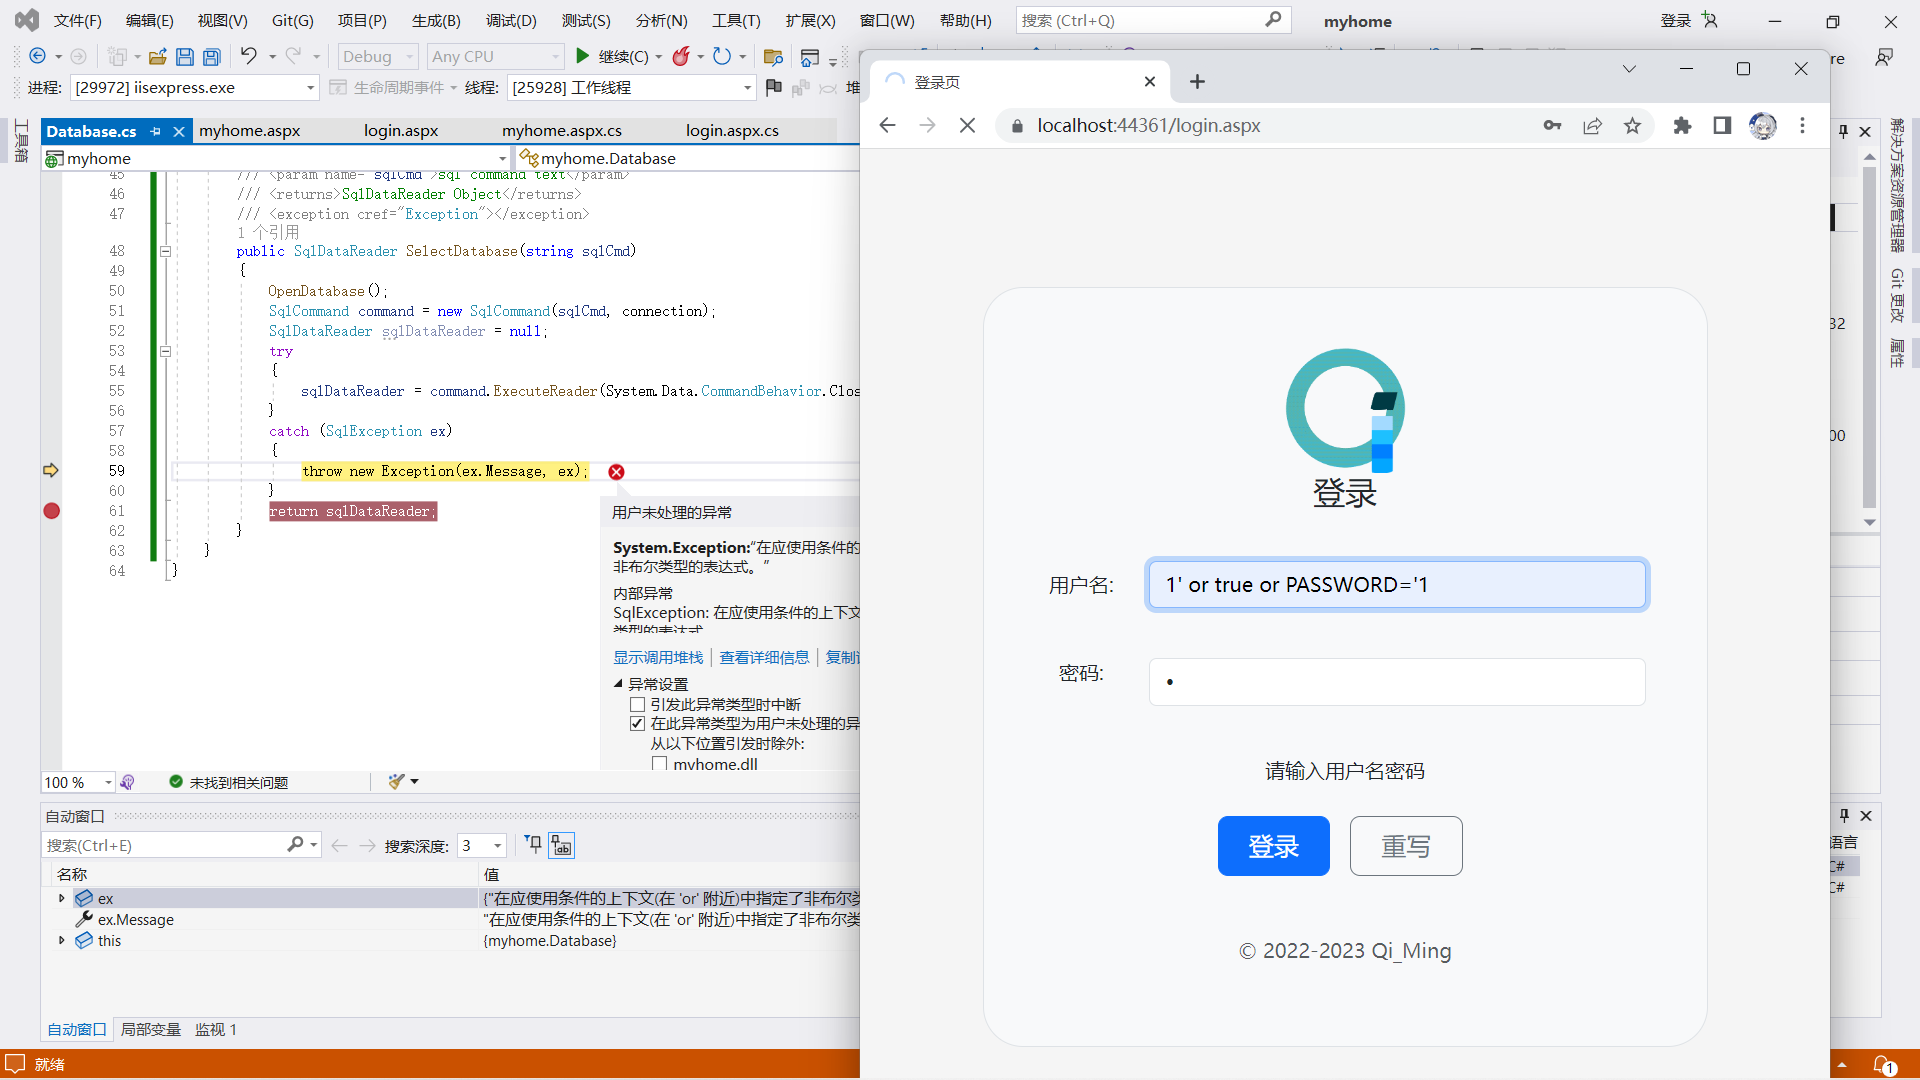 文件(F) 编辑(E) 视图(V) Git(G) 项目(P) 生成(B) 调试(D) 测试(S) 分析(N) 工具(T) 扩展(X) 窗口(W) 帮助(H) 搜索 (Ctrl+Q) myhome 登录
Debug Any CPU 继续(C)
进程: [29972] iisexpress.exe 生命周期事件 线程: [25928] 工作线程 堆
工具箱
Database.cs myhome.aspx login.aspx myhome.aspx.cs login.aspx.cs
myhome myhome.Database
45 /// <param name="sqlCmd">sql command text</param>
46 /// <returns>SqlDataReader Object</returns>
47 /// <exception cref="Exception"></exception>
1 个引用
48 public SqlDataReader SelectDatabase(string sqlCmd)
49 {
50 OpenDatabase();
51 SqlCommand command = new SqlCommand(sqlCmd, connection);
52 SqlDataReader sqlDataReader = null;
53 try
54 {
55 sqlDataReader = command.ExecuteReader(System.Data.CommandBehavior.Clos
56 }
57 catch (SqlException ex)
58 {
59 throw new Exception(ex.Message, ex);
60 }
61 return sqlDataReader;
62 }
63 }
64 }
用户未处理的异常
System.Exception:“在应使用条件的
非布尔类型的表达式。”
内部异常
SqlException: 在应使用条件的上下文
类型的表达式
显示调用堆栈 查看详细信息 复制
异常设置
引发此异常类型时中断
在此异常类型为用户未处理的异
从以下位置引发时除外:
myhome.dll
100 % 未找到相关问题
自动窗口
搜索(Ctrl+E) 搜索深度: 3
名称 值
ex {"在应使用条件的上下文(在 'or' 附近)中指定了非布尔类
ex.Message "在应使用条件的上下文(在 'or' 附近)中指定了非布尔类
this {myhome.Database}
自动窗口 局部变量 监视 1
就绪
登录页
localhost:44361/login.aspx
登录
用户名: 1' or true or PASSWORD='1
密码: •
请输入用户名密码
登录 重写
© 2022-2023 Qi_Ming
re
解决方案资源管理器
Git 更改
属性
32
00
语言
C#
C#
1